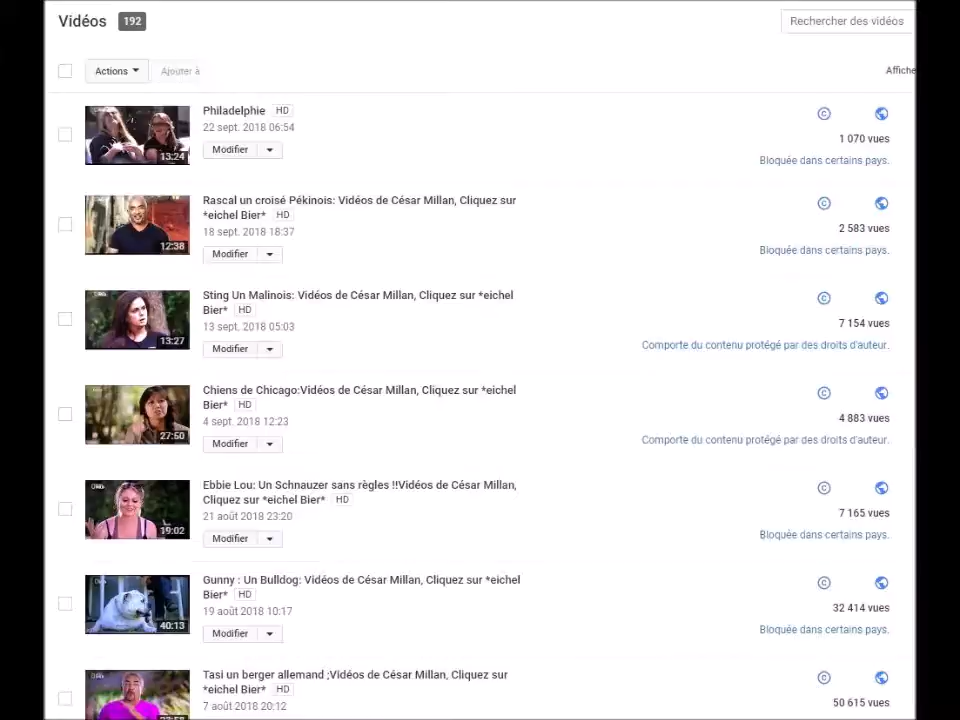 Vidéos 192
Rechercher des vidéos
Actions Ajouter à
Affiche
Philadelphie HD
22 sept. 2018 06:54
Modifier
13:24
1 070 vues
Bloquée dans certains pays.
Rascal un croisé Pékinois: Vidéos de César Millan, Cliquez sur
*eichel Bier* HD
18 sept. 2018 18:37
Modifier
12:38
2 583 vues
Bloquée dans certains pays.
Sting Un Malinois: Vidéos de César Millan, Cliquez sur *eichel
Bier* HD
13 sept. 2018 05:03
Modifier
13:27
7 154 vues
Comporte du contenu protégé par des droits d'auteur.
Chiens de Chicago:Vidéos de César Millan, Cliquez sur *eichel
Bier* HD
4 sept. 2018 12:23
Modifier
27:50
4 883 vues
Comporte du contenu protégé par des droits d'auteur.
Ebbie Lou: Un Schnauzer sans règles !!Vidéos de César Millan,
Cliquez sur *eichel Bier* HD
21 août 2018 23:20
Modifier
19:02
7 165 vues
Bloquée dans certains pays.
Gunny : Un Bulldog: Vidéos de César Millan, Cliquez sur *eichel
Bier* HD
19 août 2018 10:17
Modifier
40:13
32 414 vues
Bloquée dans certains pays.
Tasi un berger allemand ;Vidéos de César Millan, Cliquez sur
*eichel Bier* HD
7 août 2018 20:12
50 615 vues